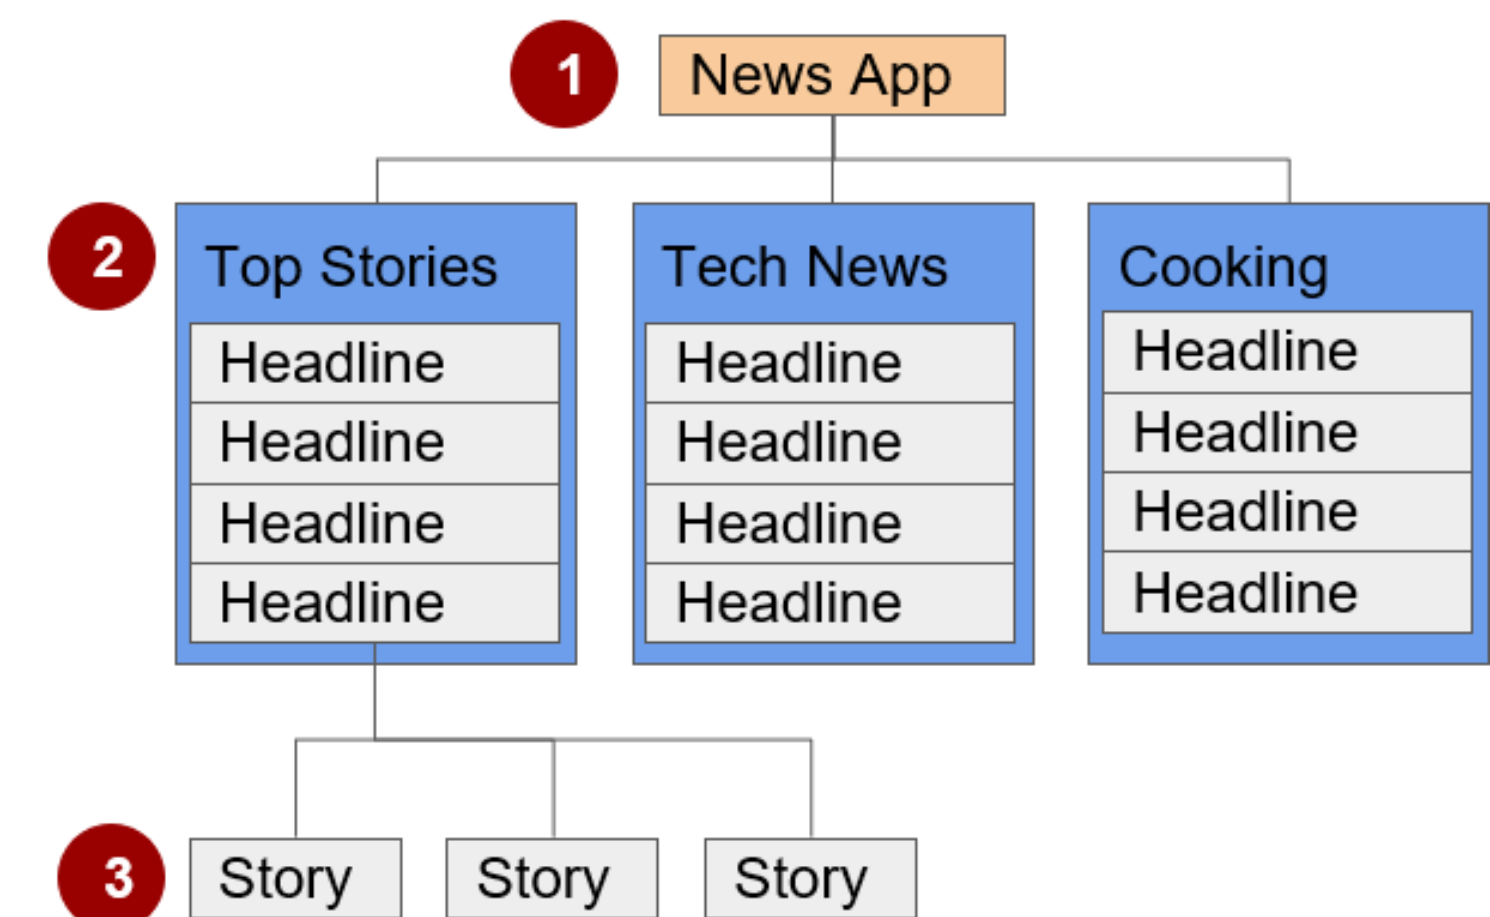 1
News App
2
Top Stories
Headline
Headline
Headline
Headline
Tech News
Headline
Headline
Headline
Headline
Cooking
Headline
Headline
Headline
Headline
3
Story
Story
Story